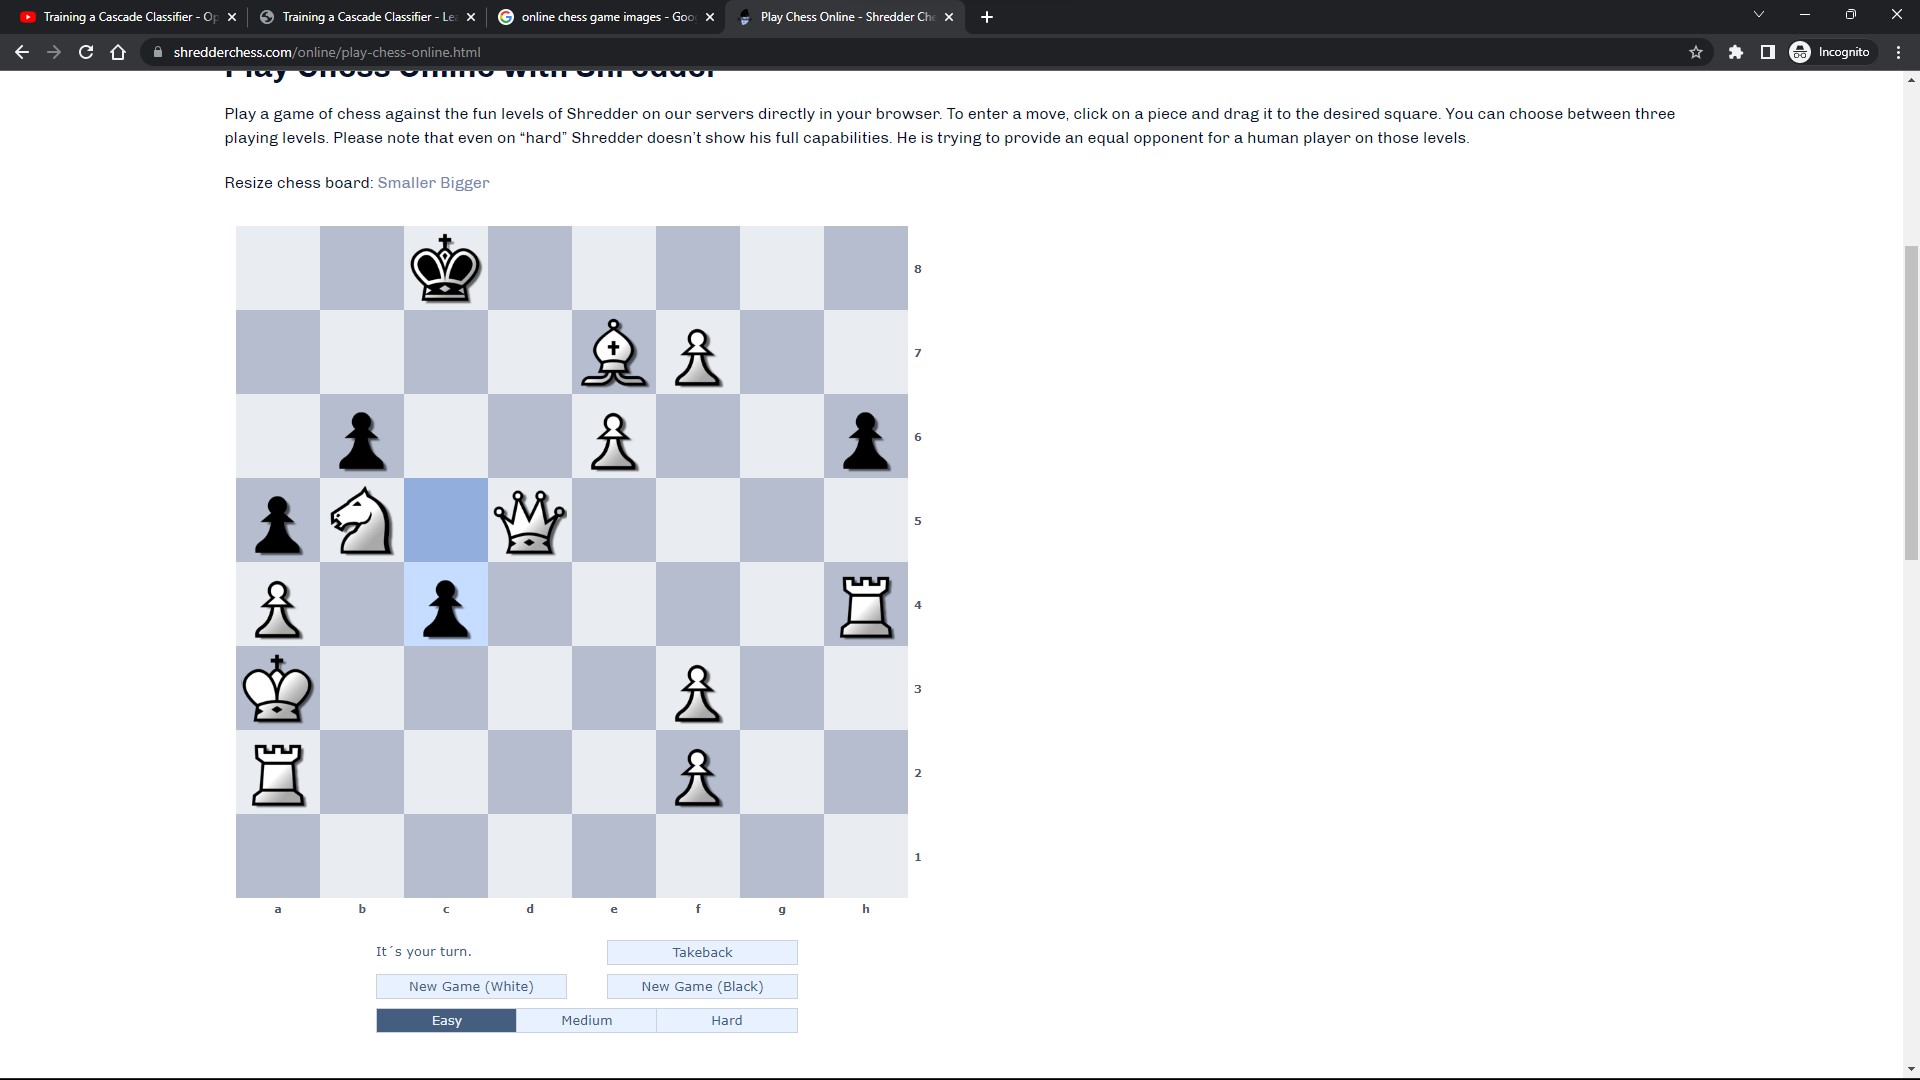 Training a Cascade Classifier - Op
Training a Cascade Classifier - Le
online chess game images - Goo
Play Chess Online - Shredder Che
shredderchess.com/online/play-chess-online.html
Incognito
Play Chess Online with Shredder
Play a game of chess against the fun levels of Shredder on our servers directly in your browser. To enter a move, click on a piece and drag it to the desired square. You can choose between three
playing levels. Please note that even on “hard” Shredder doesn’t show his full capabilities. He is trying to provide an equal opponent for a human player on those levels.
Resize chess board: Smaller Bigger
8
7
6
5
4
3
2
1
a b c d e f g h
It´s your turn.
Takeback
New Game (White)
New Game (Black)
Easy
Medium
Hard